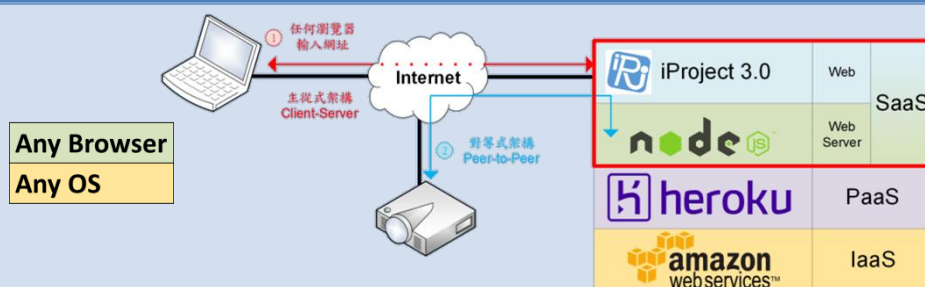 ① 任何瀏覽器
輸入網址
Internet
主從式架構
Client-Server
② 對等式架構
Peer-to-Peer
Any Browser
Any OS
iProject 3.0
Web
SaaS
node JS
Web
Server
heroku
PaaS
amazon
webservices™
IaaS